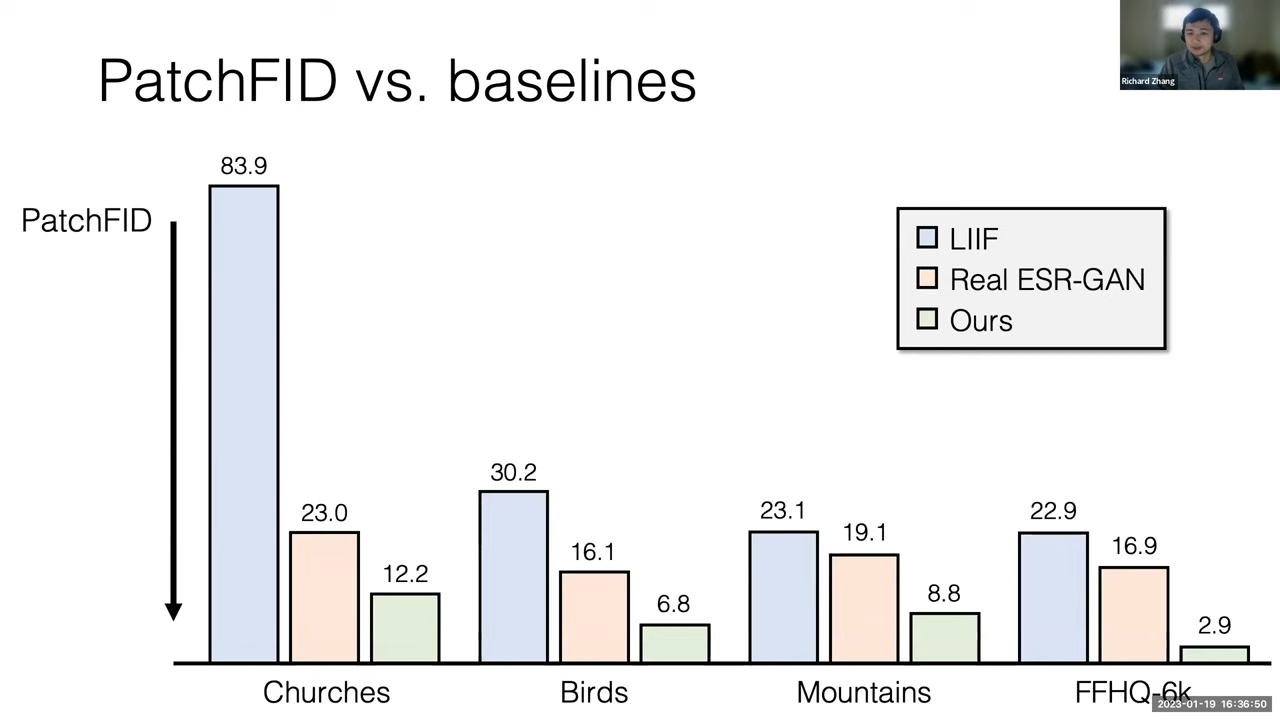 Richard Zhang
PatchFID vs. baselines
PatchFID
83.9
23.0
12.2
30.2
16.1
6.8
23.1
19.1
8.8
22.9
16.9
2.9
LIIF
Real ESR-GAN
Ours
Churches
Birds
Mountains
FFHQ-6k
2023-01-19 16:36:50